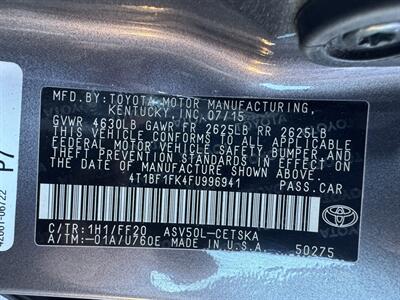 MFD.BY:TOYOTA MOTOR MANUFACTURING,
KENTUCKY,INC.07/15
GVWR 4630LB GAWR FR 2625LB RR 2625LB
THIS VEHICLE CONFORMS TO ALL APPLICABLE
FEDERAL MOTOR VEHICLE SAFETY,BUMPER,AND
THEFT PREVENTION STANDARDS IN EFFECT ON
THE DATE OF MANUFACTURE SHOWN ABOVE.
4T1BF1FK4FU996941
PASS.CAR
C/TR:1H1/FF20 ASV50L-CETSKA
A/TM:-01A/U760E MADE IN U.S.A.
50275
P7